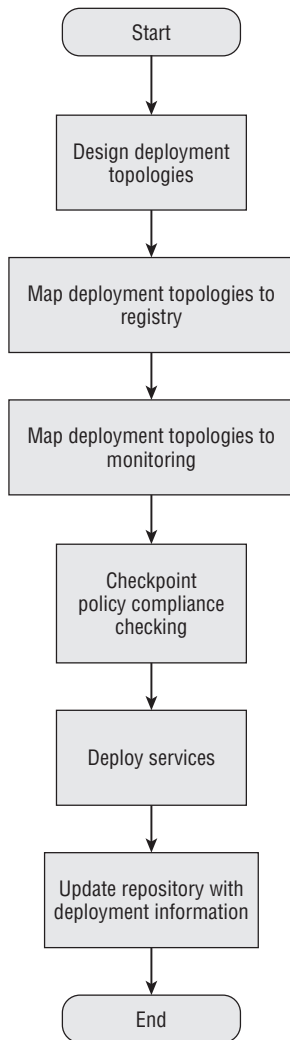 Start
Design deployment
topologies
Map deployment topologies to
registry
Map deployment topologies to
monitoring
Checkpoint
policy compliance
checking
Deploy services
Update repository with
deployment information
End